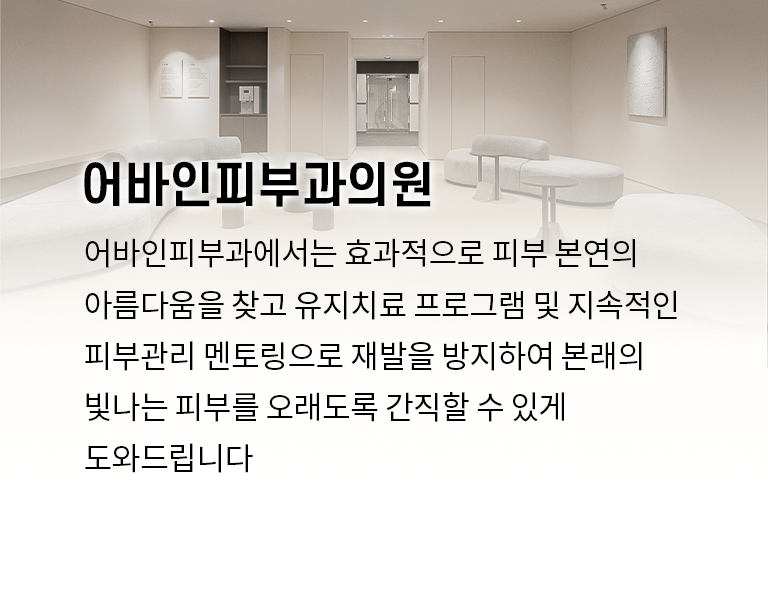 어바인피부과의원
어바인피부과에서는 효과적으로 피부 본연의
아름다움을 찾고 유지치료 프로그램 및 지속적인
피부관리 멘토링으로 재발을 방지하여 본래의
빛나는 피부를 오래도록 간직할 수 있게
도와드립니다